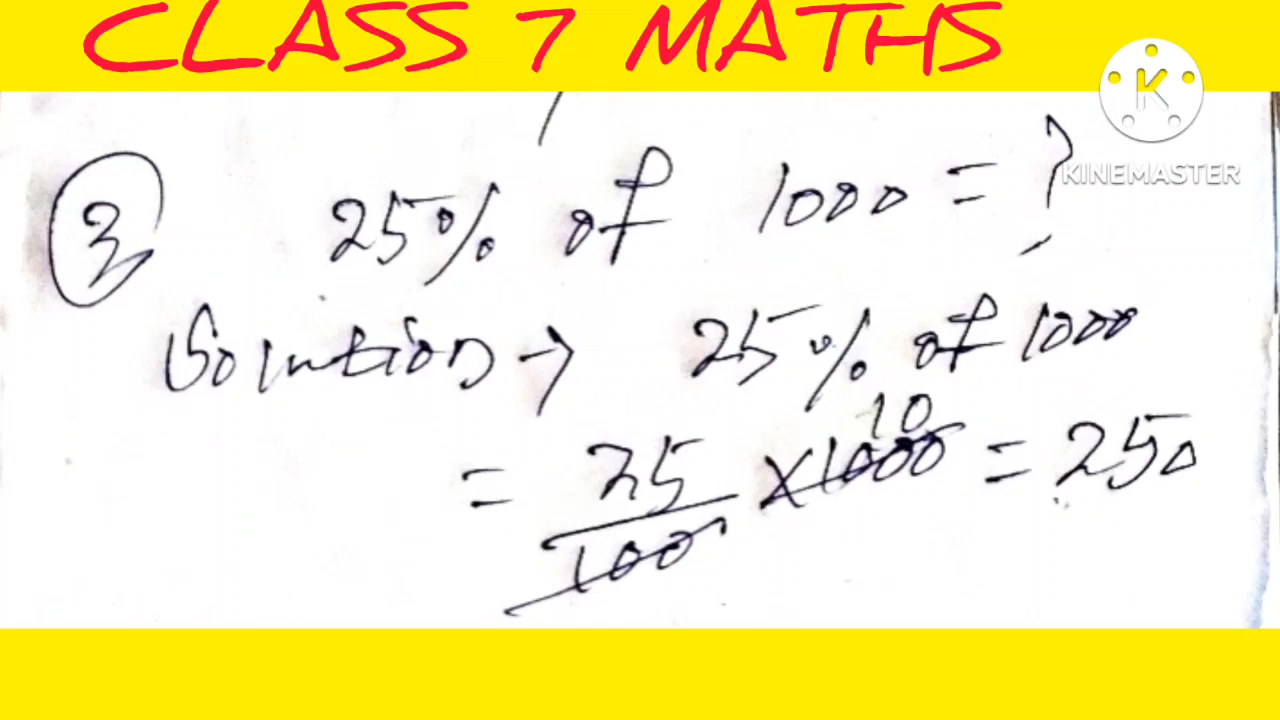 CLASS 7 MATHS
K
KINEMASTER
3 25% of 1000 = ?
Solution → 25% of 1000
10
= 25/100 × 1000 = 250